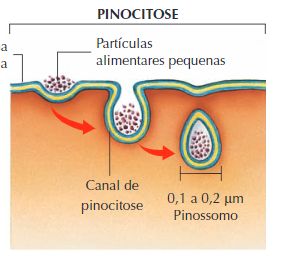 PINOCITOSE
a
a
Partículas
alimentares pequenas
Canal de
pinocitose
0,1 a 0,2 μm
Pinossomo